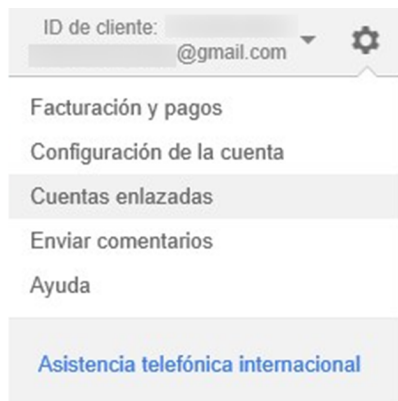 ID de cliente:
@gmail.com
Facturación y pagos
Configuración de la cuenta
Cuentas enlazadas
Enviar comentarios
Ayuda
Asistencia telefónica internacional